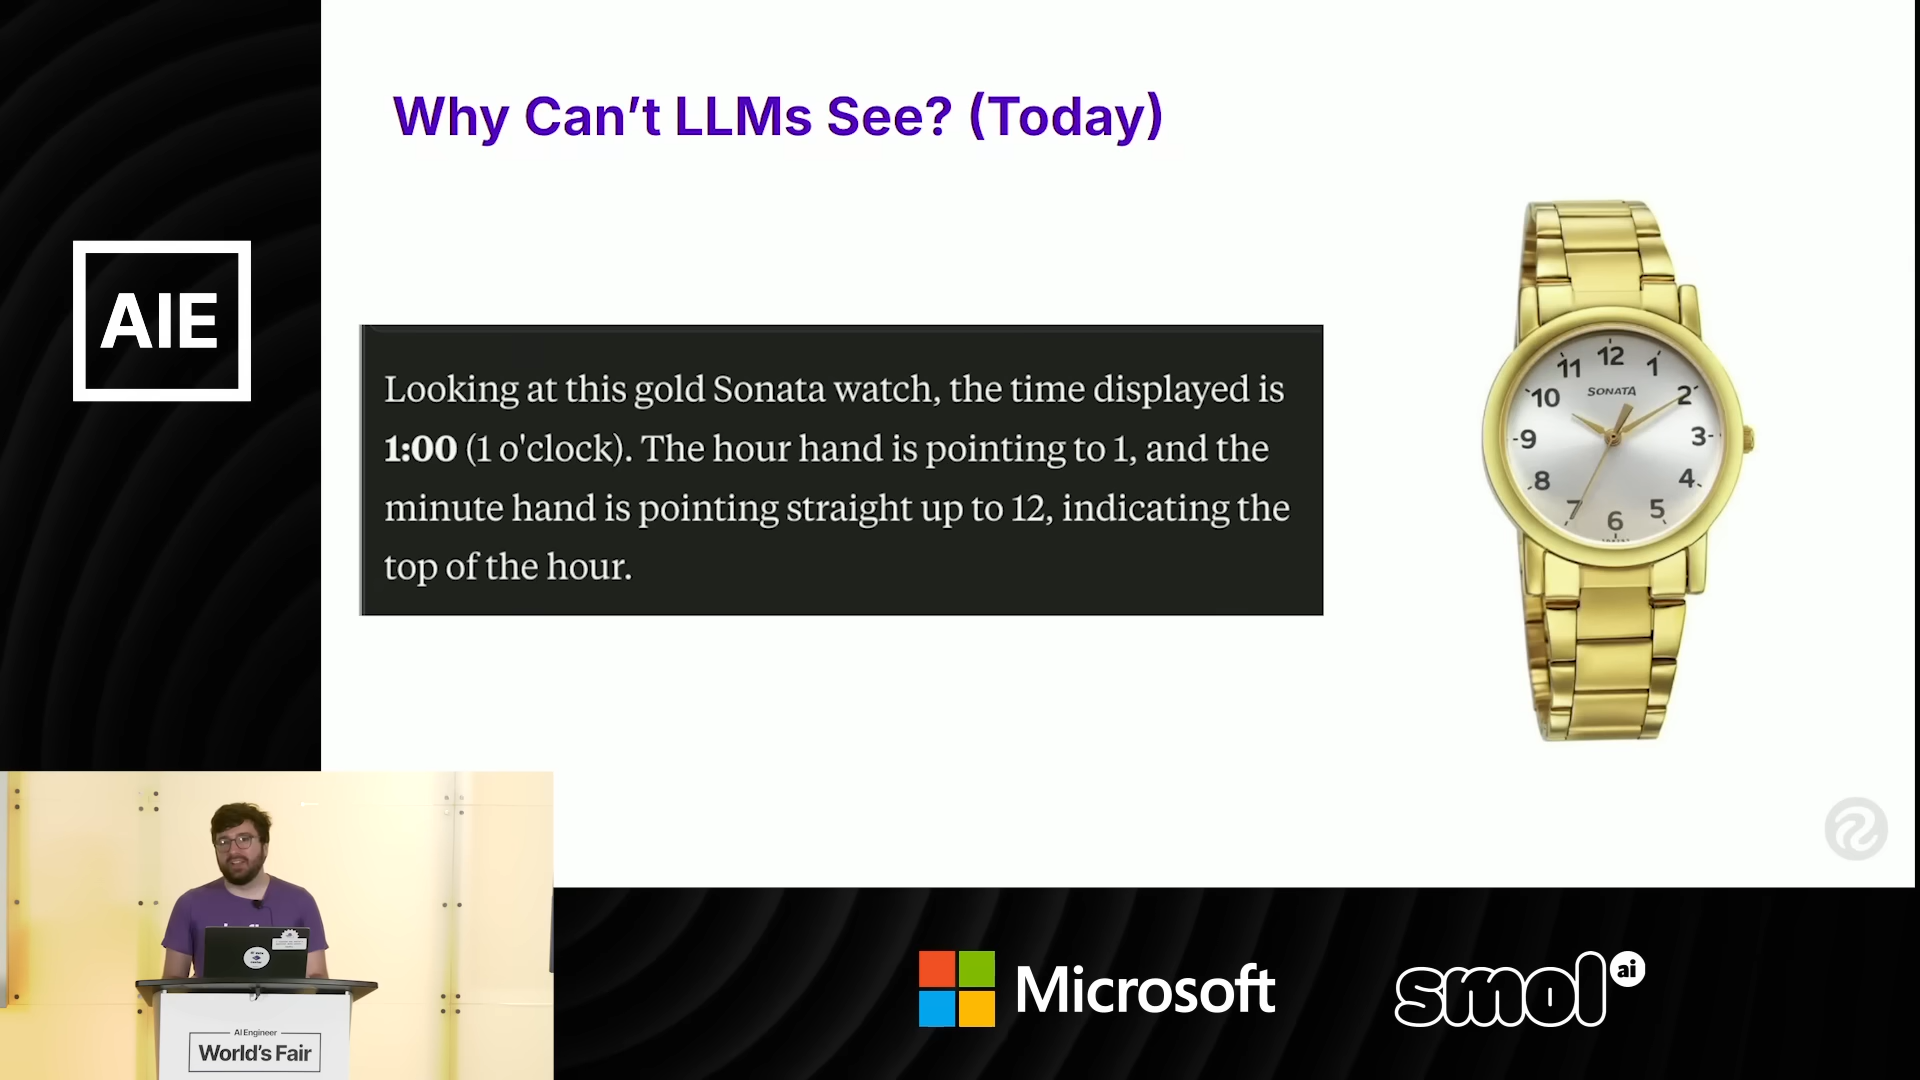 Why Can’t LLMs See? (Today)
AIE
Looking at this gold Sonata watch, the time displayed is
1:00 (1 o'clock). The hour hand is pointing to 1, and the
minute hand is pointing straight up to 12, indicating the
top of the hour.
12
11
1
SONATA
10
2
9
3
8
4
7
5
6
AI Engineer
World's Fair
Microsoft
smol ai